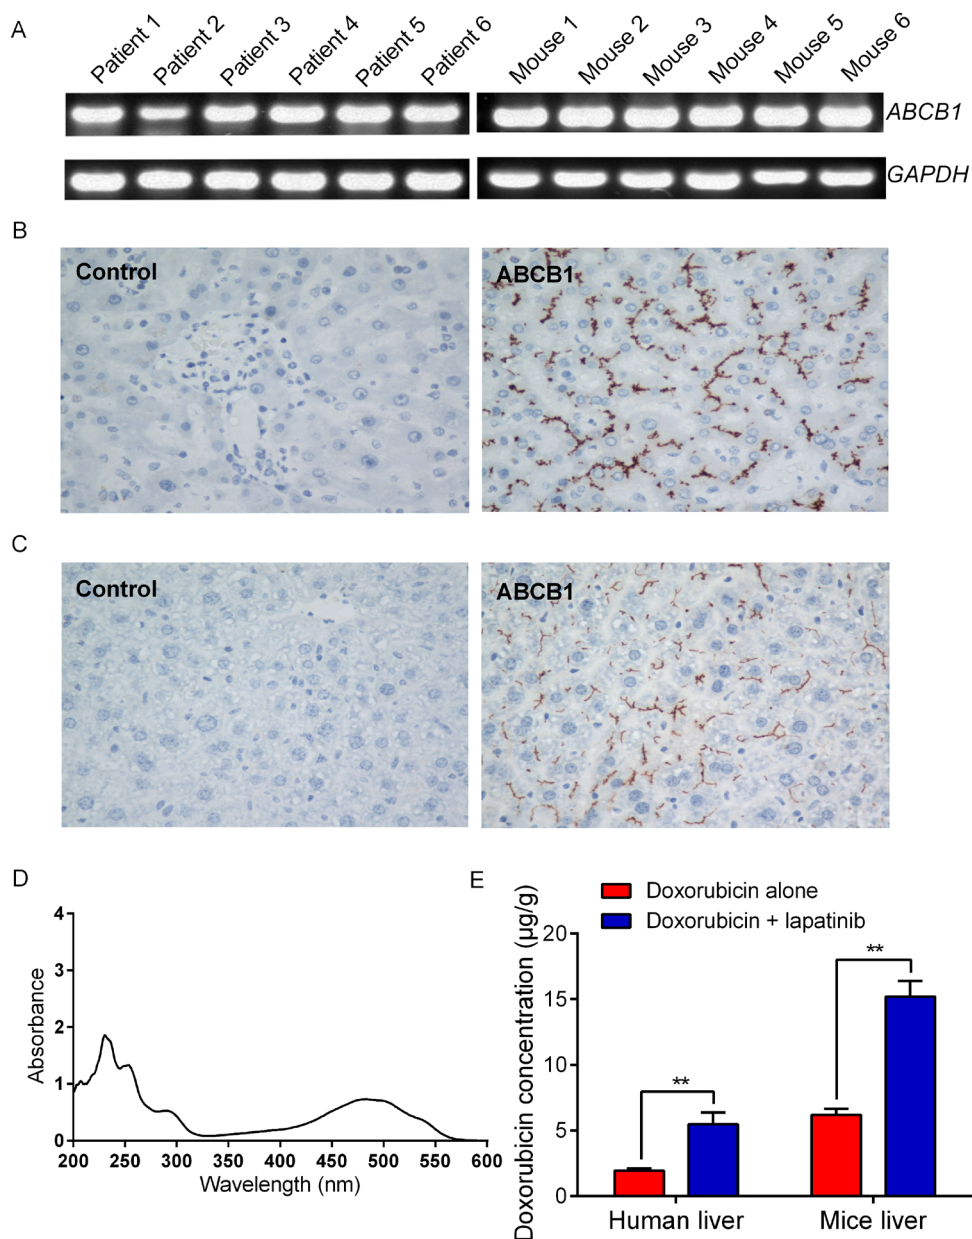 A
Patient 1
Patient 2
Patient 3
Patient 4
Patient 5
Patient 6
Mouse 1
Mouse 2
Mouse 3
Mouse 4
Mouse 5
Mouse 6
ABCB1
GAPDH
B
Control
ABCB1
C
Control
ABCB1
D
Absorbance
4
3
2
1
0
200 250 300 350 400 450 500 550 600
Wavelength (nm)
E
Doxorubicin alone
Doxorubicin + lapatinib
Doxorubicin concentration (µg/g)
20
15
10
5
0
**
**
Human liver
Mice liver